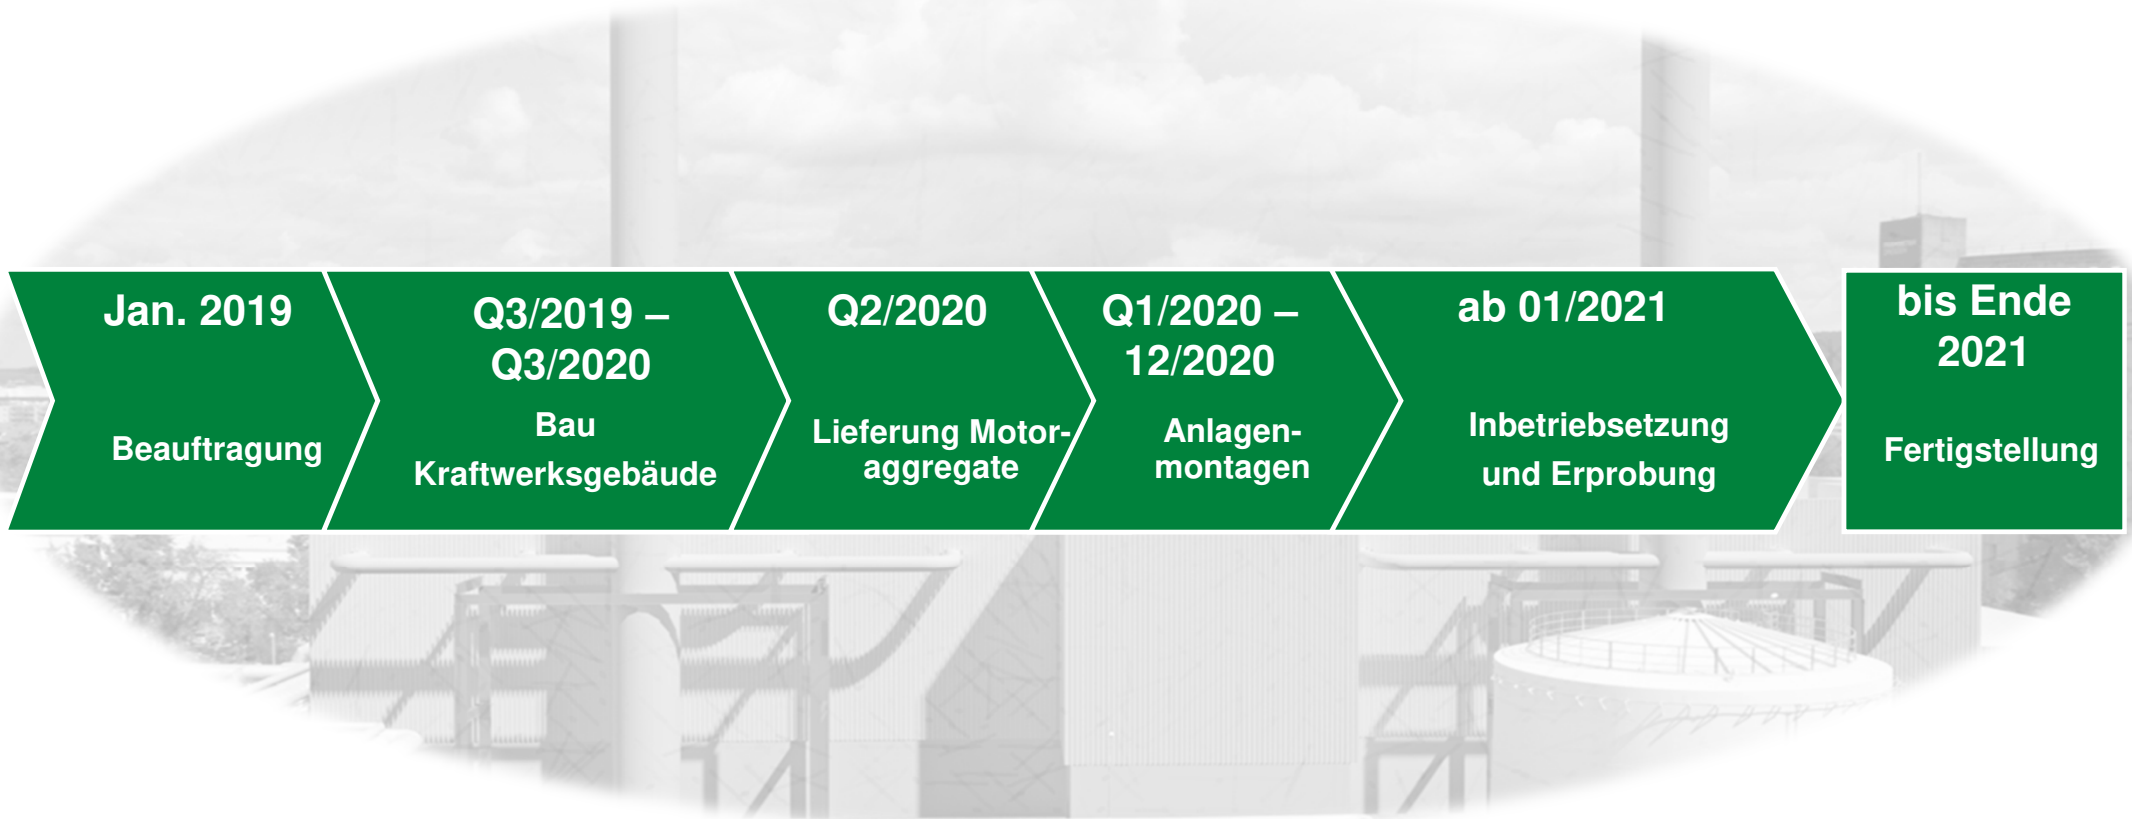 Jan. 2019
Beauftragung
Q3/2019 –
Q3/2020
Bau
Kraftwerksgebäude
Q2/2020
Lieferung Motor-
aggregate
Q1/2020 –
12/2020
Anlagen-
montagen
ab 01/2021
Inbetriebsetzung
und Erprobung
bis Ende
2021
Fertigstellung